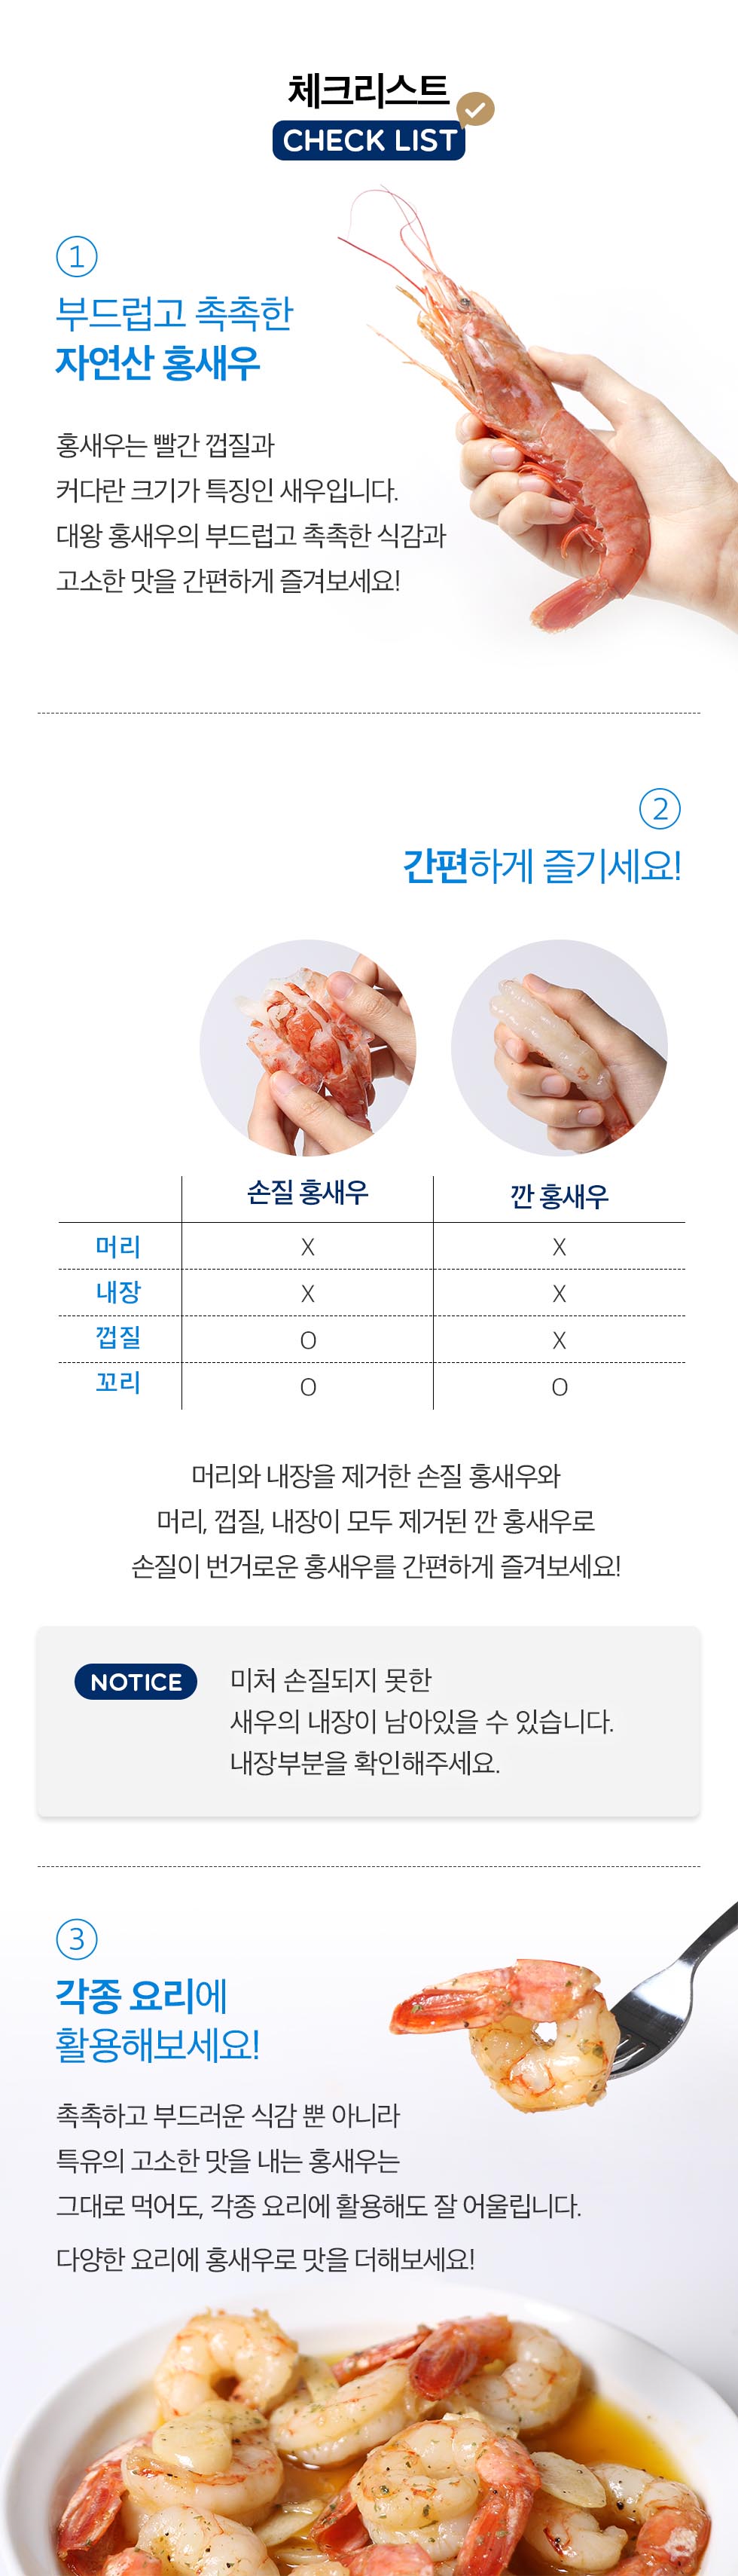 체크리스트
CHECK LIST
1
부드럽고 촉촉한
자연산 홍새우
홍새우는 빨간 껍질과
커다란 크기가 특징인 새우입니다.
대왕 홍새우의 부드럽고 촉촉한 식감과
고소한 맛을 간편하게 즐겨보세요!
2
간편하게 즐기세요!
손질 홍새우 깐 홍새우
머리 X X
내장 X X
껍질 O X
꼬리 O O
머리와 내장을 제거한 손질 홍새우와
머리, 껍질, 내장이 모두 제거된 깐 홍새우로
손질이 번거로운 홍새우를 간편하게 즐겨보세요!
NOTICE
미처 손질되지 못한
새우의 내장이 남아있을 수 있습니다.
내장부분을 확인해주세요.
3
각종 요리에
활용해보세요!
촉촉하고 부드러운 식감 뿐 아니라
특유의 고소한 맛을 내는 홍새우는
그대로 먹어도, 각종 요리에 활용해도 잘 어울립니다.
다양한 요리에 홍새우로 맛을 더해보세요!